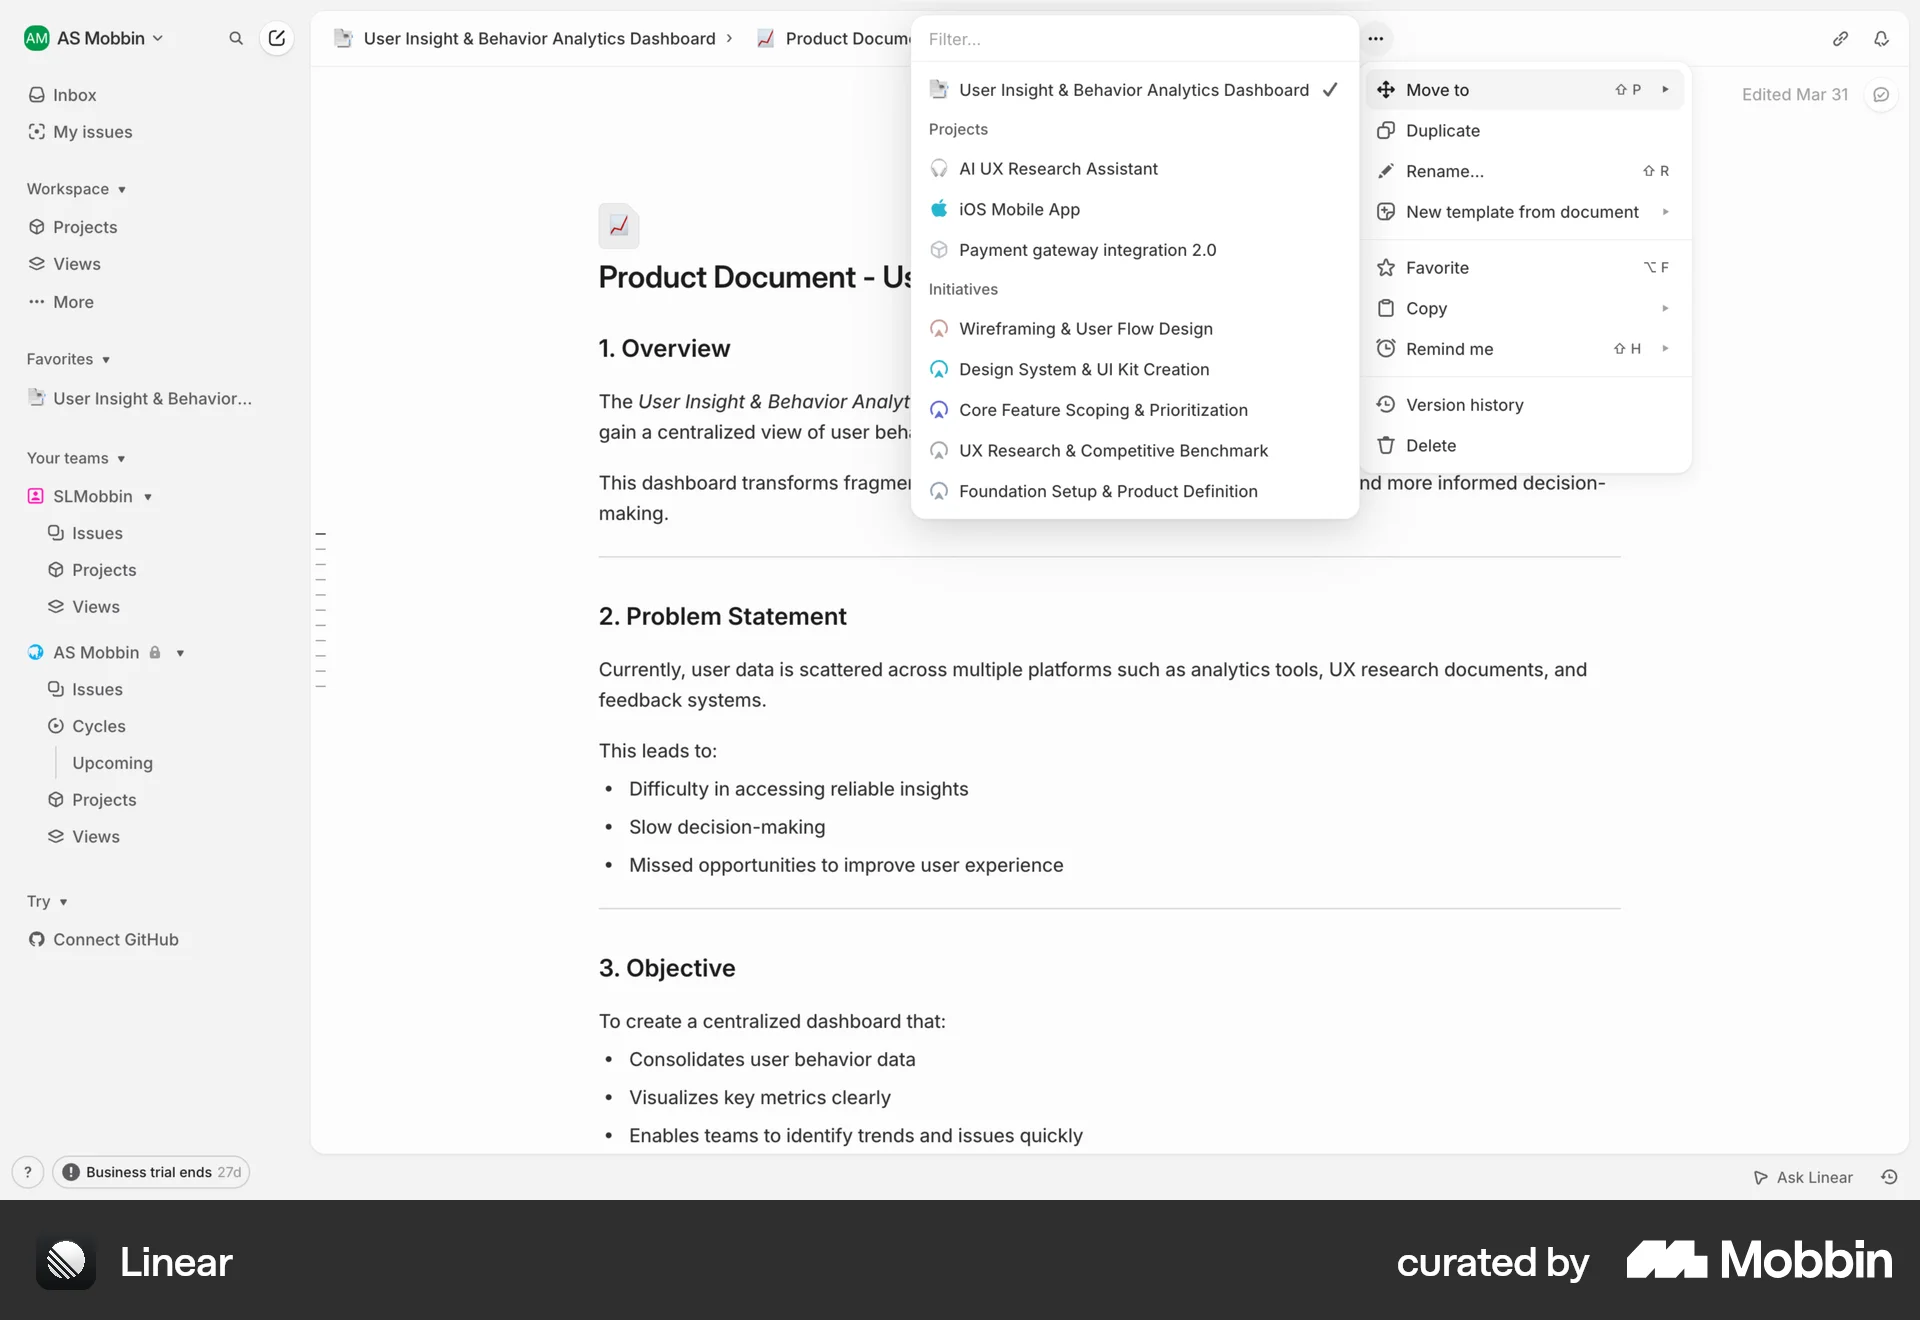 AM AS Mobbin
Inbox
My issues
Workspace
Projects
Views
More
Favorites
User Insight & Behavior...
Your teams
SLMobbin
Issues
Projects
Views
AS Mobbin
Issues
Cycles
Upcoming
Projects
Views
Try
Connect GitHub
? Business trial ends 27d
User Insight & Behavior Analytics Dashboard › Product Docum
Edited Mar 31
Filter...
User Insight & Behavior Analytics Dashboard
Projects
AI UX Research Assistant
iOS Mobile App
Payment gateway integration 2.0
Initiatives
Wireframing & User Flow Design
Design System & UI Kit Creation
Core Feature Scoping & Prioritization
UX Research & Competitive Benchmark
Foundation Setup & Product Definition
Move to ⇧ P
Duplicate
Rename... ⇧ R
New template from document
Favorite ⌥ F
Copy
Remind me ⇧ H
Version history
Delete
Product Document - Us
1. Overview
The User Insight & Behavior Analyt
gain a centralized view of user beha
This dashboard transforms fragmen nd more informed decision-
making.
2. Problem Statement
Currently, user data is scattered across multiple platforms such as analytics tools, UX research documents, and
feedback systems.
This leads to:
• Difficulty in accessing reliable insights
• Slow decision-making
• Missed opportunities to improve user experience
3. Objective
To create a centralized dashboard that:
• Consolidates user behavior data
• Visualizes key metrics clearly
• Enables teams to identify trends and issues quickly
Ask Linear
Linear
curated by Mobbin